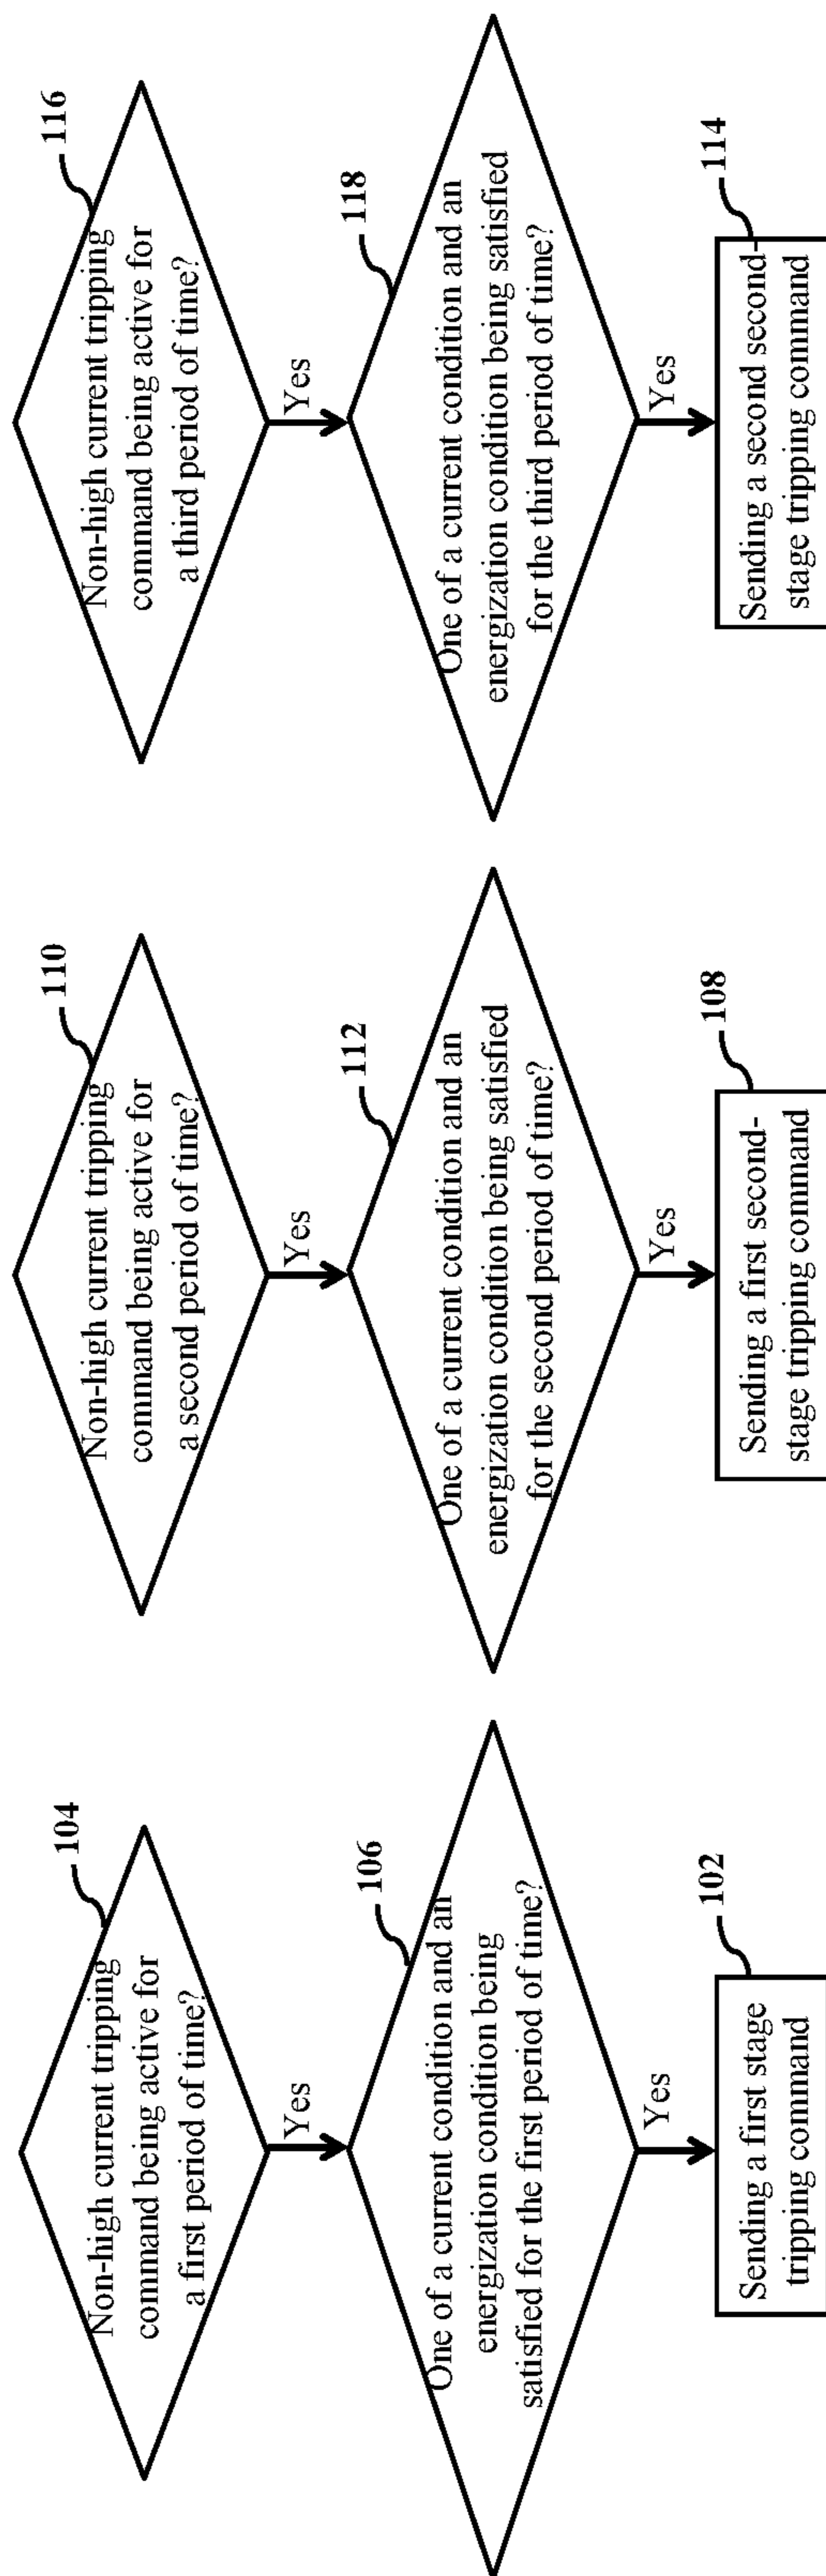 104
Non-high current tripping
command being active for
a first period of time?
Yes
106
One of a current condition and an
energization condition being
satisfied for the first period of time?
Yes
102
Sending a first stage
tripping command
110
Non-high current tripping
command being active for
a second period of time?
Yes
112
One of a current condition and an
energization condition being satisfied
for the second period of time?
Yes
108
Sending a first second-
stage tripping command
116
Non-high current tripping
command being active for
a third period of time?
Yes
118
One of a current condition and an
energization condition being satisfied
for the third period of time?
Yes
114
Sending a second second-
stage tripping command